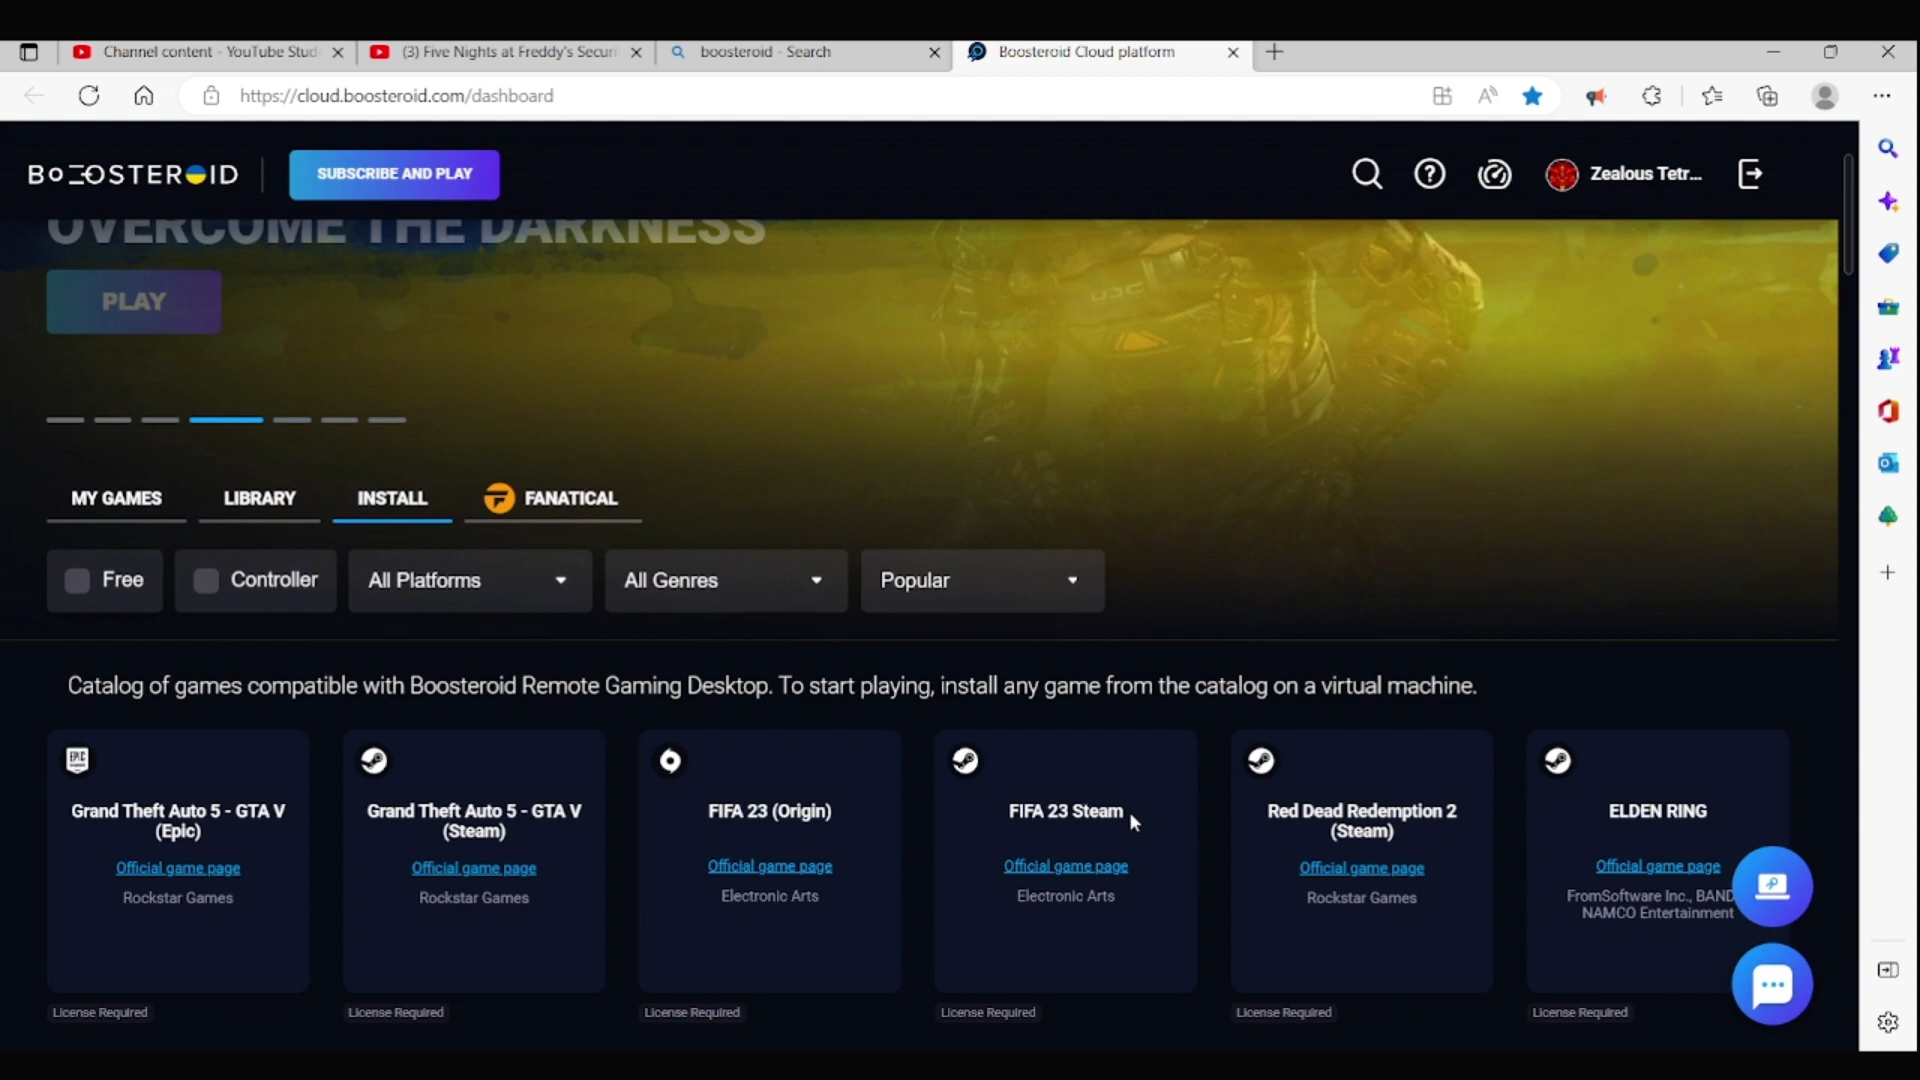 Channel content - YouTube Stud
(3) Five Nights at Freddy's Securi
boosteroid - Search
Boosteroid Cloud platform
https://cloud.boosteroid.com/dashboard
BOOSTEROID
SUBSCRIBE AND PLAY
Zealous Tetr...
OVERCOME THE DARKNESS
PLAY
UDC
MY GAMES
LIBRARY
INSTALL
FANATICAL
Free
Controller
All Platforms
All Genres
Popular
Catalog of games compatible with Boosteroid Remote Gaming Desktop. To start playing, install any game from the catalog on a virtual machine.
EPIC GAMES
Grand Theft Auto 5 - GTA V
(Epic)
Official game page
Rockstar Games
License Required
Grand Theft Auto 5 - GTA V
(Steam)
Official game page
Rockstar Games
License Required
FIFA 23 (Origin)
Official game page
Electronic Arts
License Required
FIFA 23 Steam
Official game page
Electronic Arts
License Required
Red Dead Redemption 2
(Steam)
Official game page
Rockstar Games
License Required
ELDEN RING
Official game page
FromSoftware Inc., BAND
NAMCO Entertainment
License Required